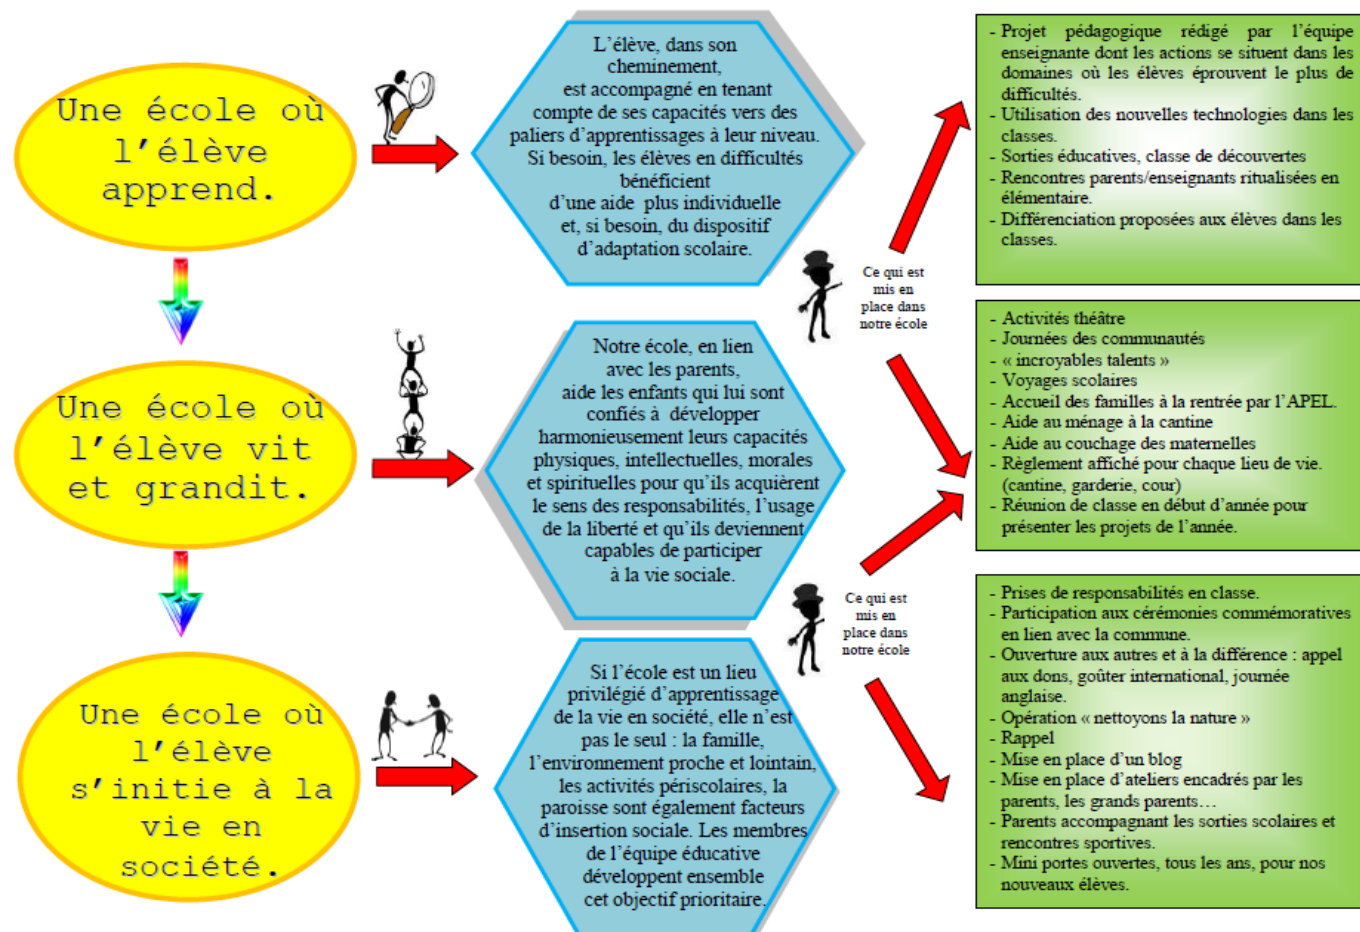 Une école où
l'élève
apprend.
L'élève, dans son
cheminement,
est accompagné en tenant
compte de ses capacités vers des
paliers d'apprentissages à leur niveau.
Si besoin, les élèves en difficultés
bénéficient
d'une aide plus individuelle
et, si besoin, du dispositif
d'adaptation scolaire.
Ce qui est
mis en
place dans
notre école
- Projet pédagogique rédigé par l'équipe
enseignante dont les actions se situent dans les
domaines où les élèves éprouvent le plus de
difficultés.
- Utilisation des nouvelles technologies dans les
classes.
- Sorties éducatives, classe de découvertes
- Rencontres parents/enseignants ritualisées en
élémentaire.
- Différenciation proposées aux élèves dans les
classes.
Une école où
l'élève vit
et grandit.
Notre école, en lien
avec les parents,
aide les enfants qui lui sont
confiés à développer
harmonieusement leurs capacités
physiques, intellectuelles, morales
et spirituelles pour qu'ils acquièrent
le sens des responsabilités, l'usage
de la liberté et qu'ils deviennent
capables de participer
à la vie sociale.
- Activités théâtre
- Journées des communautés
- « incroyables talents »
- Voyages scolaires
- Accueil des familles à la rentrée par l'APEL.
- Aide au ménage à la cantine
- Aide au couchage des maternelles
- Règlement affiché pour chaque lieu de vie.
(cantine, garderie, cour)
- Réunion de classe en début d'année pour
présenter les projets de l'année.
Ce qui est
mis en
place dans
notre école
Une école où
l'élève
s'initie à la
vie en
société.
Si l'école est un lieu
privilégié d'apprentissage
de la vie en société, elle n'est
pas le seul : la famille,
l'environnement proche et lointain,
les activités périscolaires, la
paroisse sont également facteurs
d'insertion sociale. Les membres
de l'équipe éducative
développent ensemble
cet objectif prioritaire.
- Prises de responsabilités en classe.
- Participation aux cérémonies commémoratives
en lien avec la commune.
- Ouverture aux autres et à la différence : appel
aux dons, goûter international, journée
anglaise.
- Opération « nettoyons la nature »
- Rappel
- Mise en place d'un blog
- Mise en place d'ateliers encadrés par les
parents, les grands parents…
- Parents accompagnant les sorties scolaires et
rencontres sportives.
- Mini portes ouvertes, tous les ans, pour nos
nouveaux élèves.